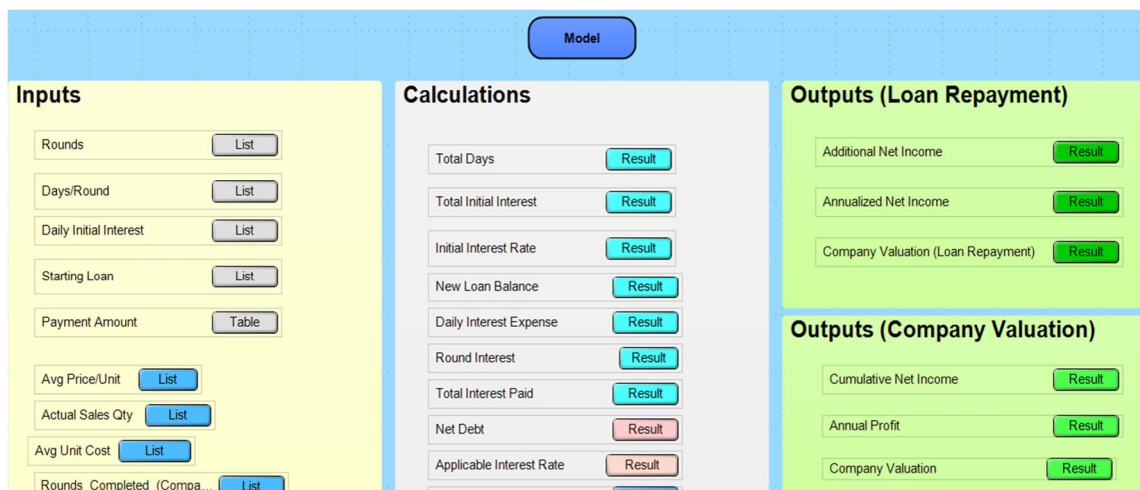 Model
Inputs
Rounds List
Days/Round List
Daily Initial Interest List
Starting Loan List
Payment Amount Table
Avg Price/Unit List
Actual Sales Qty List
Avg Unit Cost List
Rounds Completed (Compa... List
Calculations
Total Days Result
Total Initial Interest Result
Initial Interest Rate Result
New Loan Balance Result
Daily Interest Expense Result
Round Interest Result
Total Interest Paid Result
Net Debt Result
Applicable Interest Rate Result
Outputs (Loan Repayment)
Additional Net Income Result
Annualized Net Income Result
Company Valuation (Loan Repayment) Result
Outputs (Company Valuation)
Cumulative Net Income Result
Annual Profit Result
Company Valuation Result